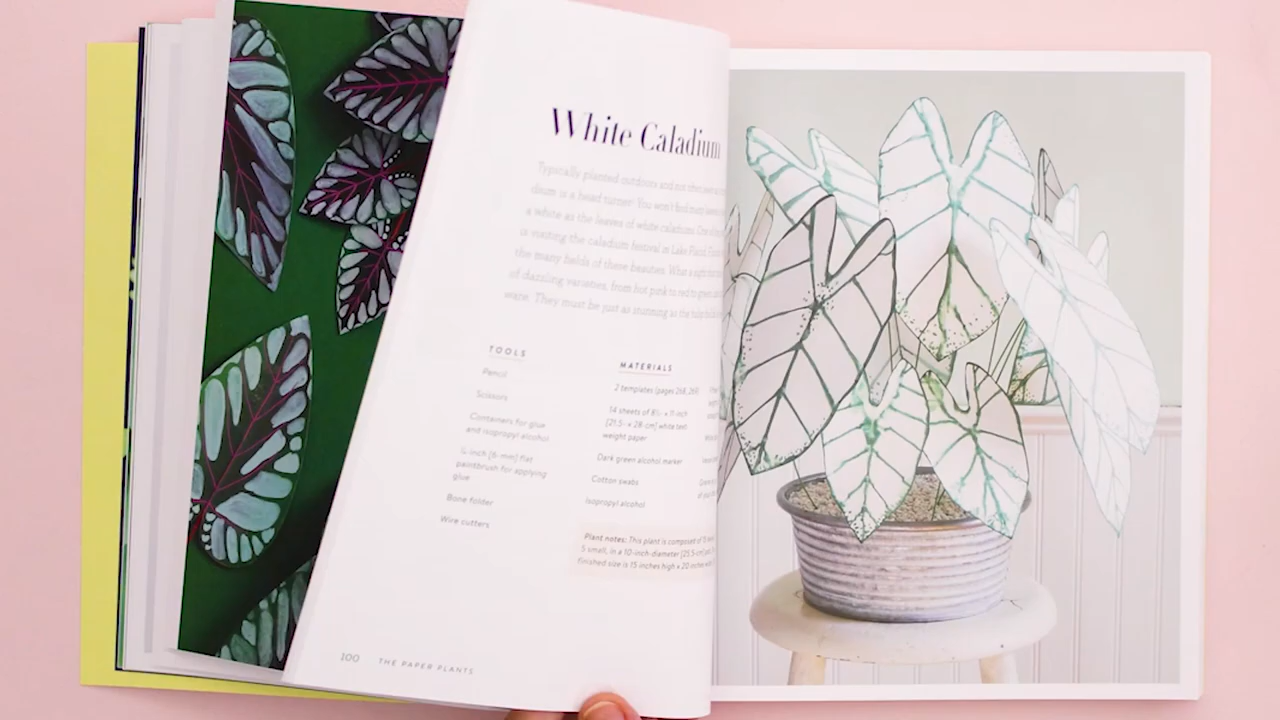 White Caladium
Typically planted outdoors and not often seen as
dium is a head turner! You won't find many
a white as the leaves of white caladiums. One of
is visiting the caladium festival in Lake Placid,
the many fields of these beauties. What a sight
of dazzling varieties, from hot pink to red to green
ware. They must be just as stunning as the tulip
TOOLS
Pencil
Scissors
Containers for glue
and isopropyl alcohol
¼ inch [6-mm] flat
paintbrush for applying
glue
Bone folder
Wire cutters
MATERIALS
2 templates (pages 268, 269)
14 sheets of 8½- x 11-inch
[21.5- x 28-cm] white text-
weight paper
Dark green alcohol marker
Cotton swabs
Isopropyl alcohol
Plant notes: This plant is composed of
5 small, in a 10-inch-diameter [25.5-cm]
finished size is 15 inches high x 20 inches
100 THE PAPER PLANTS